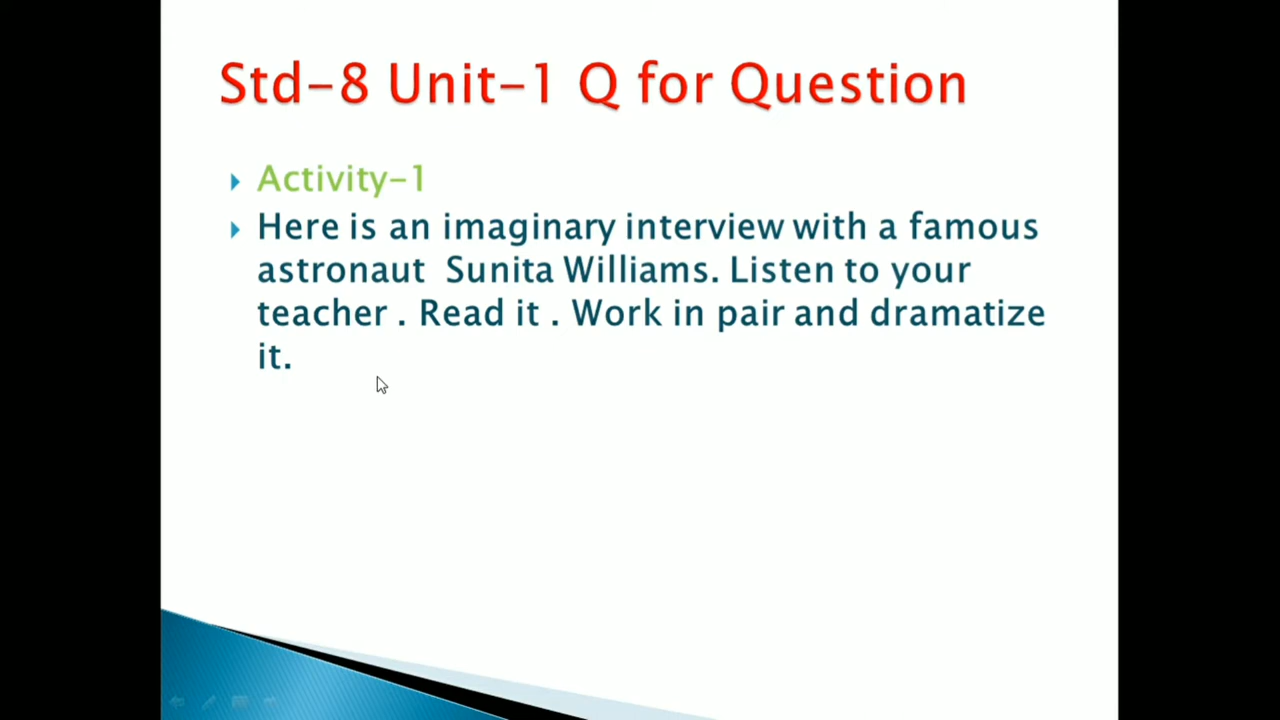 Std-8 Unit-1 Q for Question
Activity-1
Here is an imaginary interview with a famous
astronaut  Sunita Williams. Listen to your
teacher . Read it . Work in pair and dramatize
it.